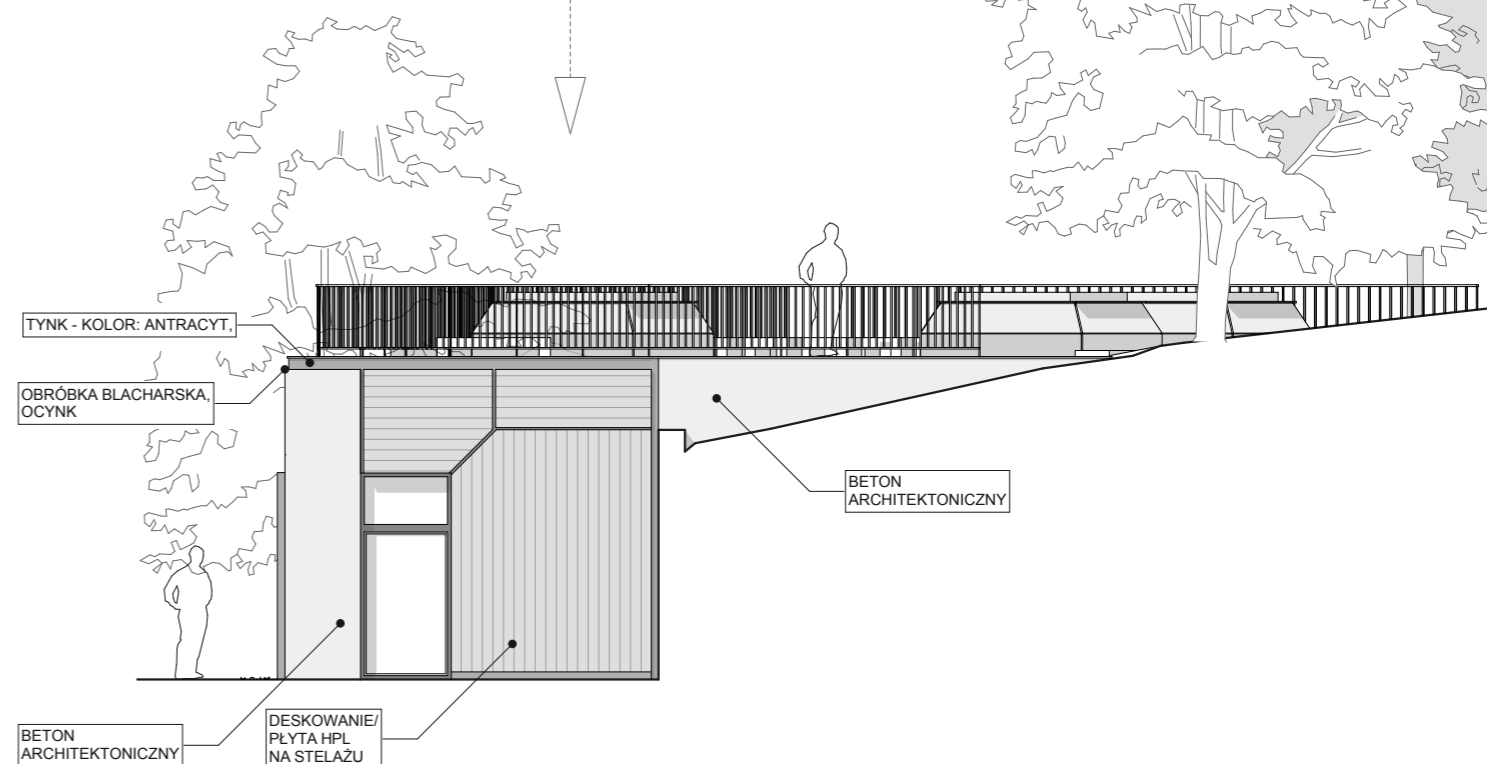 TYNK - KOLOR: ANTRACYT,
OBRÓBKA BLACHARSKA,
OCYNK
BETON
ARCHITEKTONICZNY
BETON
ARCHITEKTONICZNY
DESKOWANIE/
PŁYTA HPL
NA STELAŻU